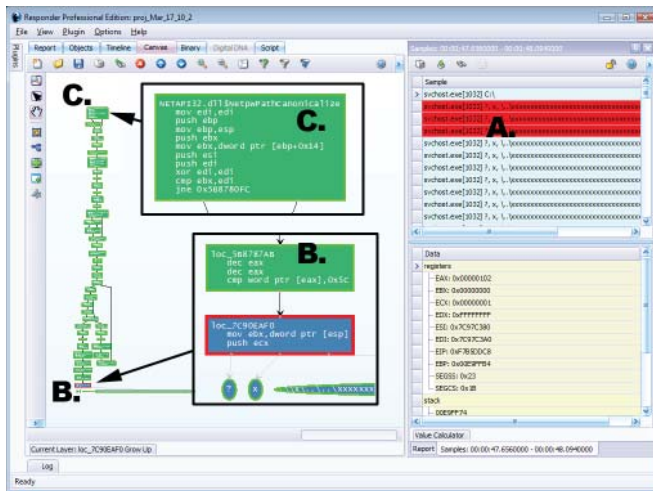 Responder Professional Edition: proj_Mar_17_10_2
File View Plugin Options Help
Plugins
Report Objects Timeline Canvas Binary Digital DNA Script
Samples: 00:00:47.6560000 - 00:00:48.0940000
C.
NETAPI32.dll!NetpwPathCanonicalize
mov edi,edi
push ebp
mov ebp,esp
push ebx
mov ebx,dword ptr [ebp+0x14]
push esi
push edi
xor edi,edi
cmp ebx,edi
jne 0x5B8780FC
C.
loc_5B8787AB
dec eax
dec eax
cmp word ptr [eax],0x5C
B.
loc_7C90EAF0
mov ebx,dword ptr [esp]
push ecx
? x
B.
Sample
svchost.exe[1032] C:\
A.
Data
registers
EAX: 0x00000102
EBX: 0x00000000
ECX: 0x00000001
EDX: 0xFFFFFFFF
ESI: 0x7C97C380
EDI: 0x7C97C3A0
EIP: 0xF7B5DDC8
EBP: 0x00E9FFB4
SEGSS: 0x23
SEGCS: 0x1B
stack
00E9FF74
Value Calculator
Report Samples: 00:00:47.6560000 - 00:00:48.0940000
Current Layer: loc_7C90EAF0 Grow Up
Log
Ready